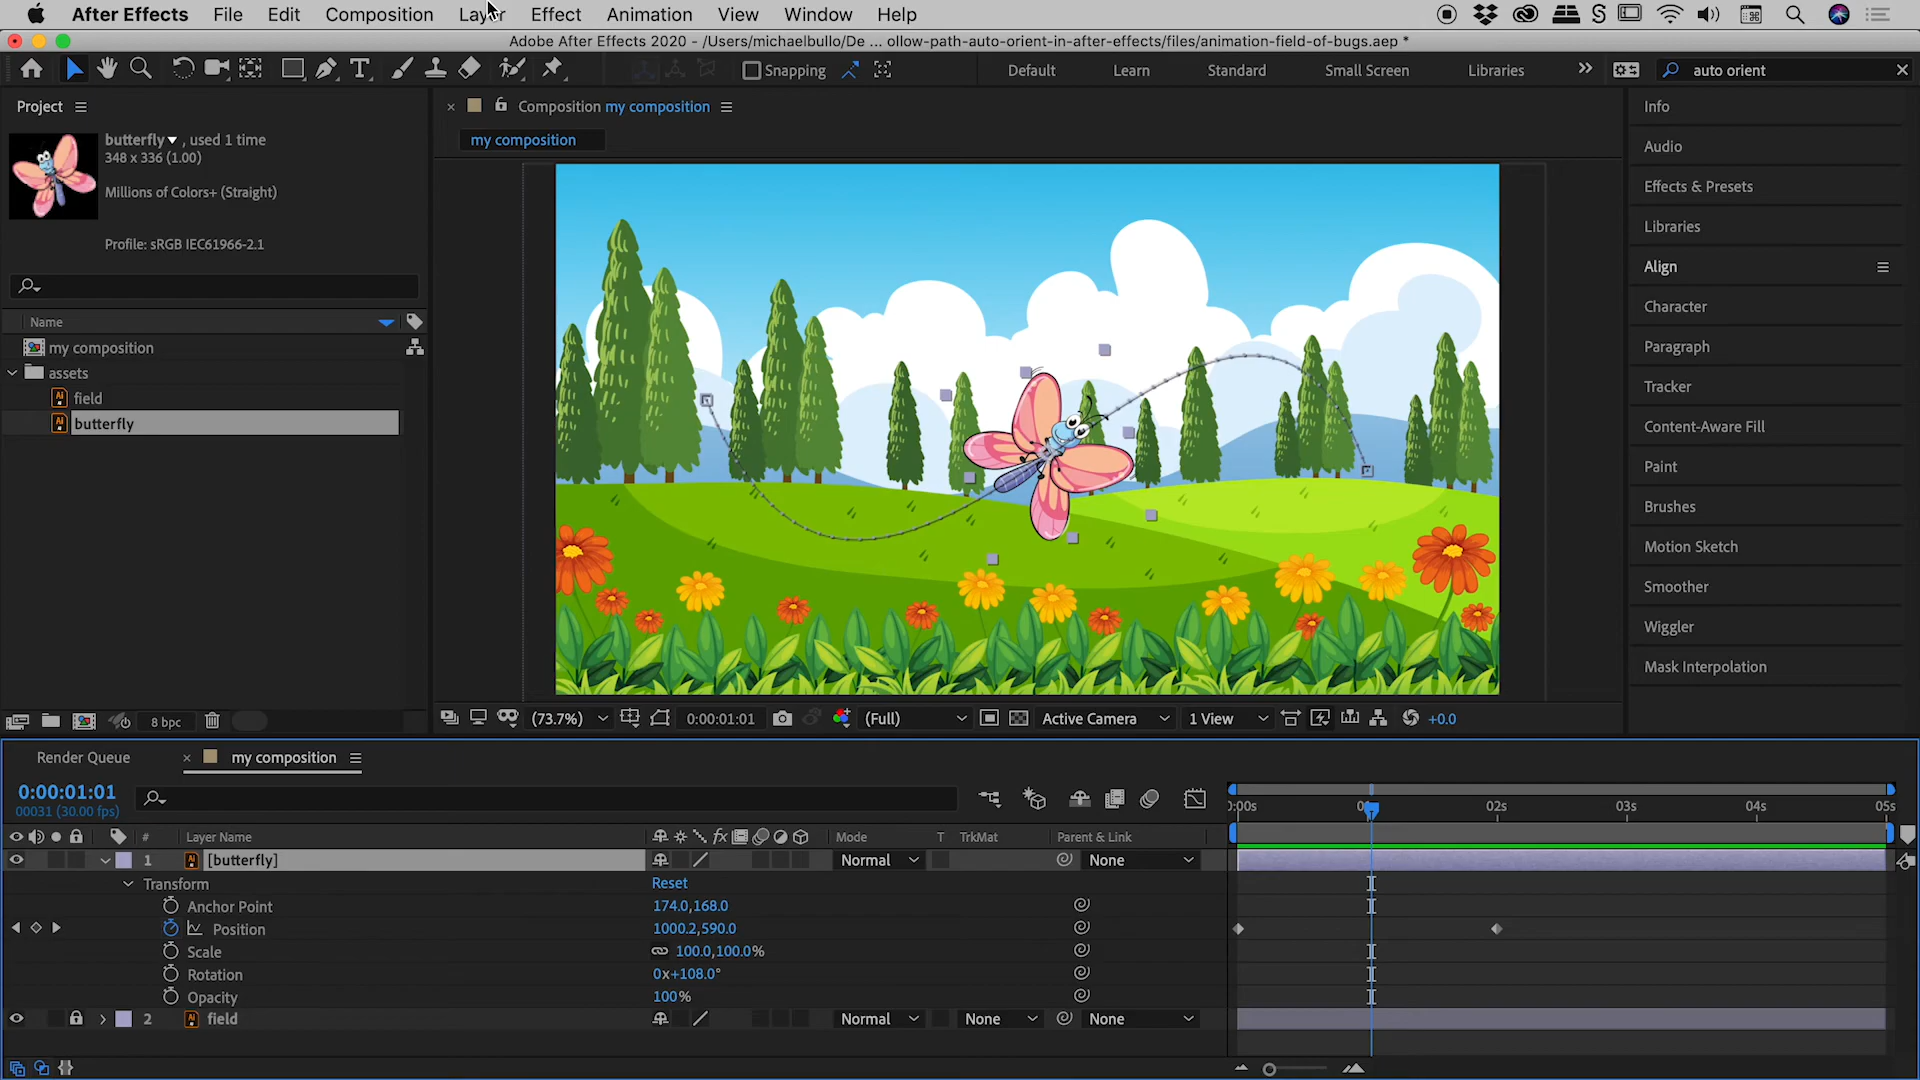 After Effects File Edit Composition Layer Effect Animation View Window Help
Adobe After Effects 2020 - /Users/michaelbullo/De ... ollow-path-auto-orient-in-after-effects/files/animation-field-of-bugs.aep *
Snapping Default Learn Standard Small Screen Libraries auto orient
Project
Composition my composition
my composition
butterfly , used 1 time
348 x 336 (1.00)
Millions of Colors+ (Straight)
Profile: sRGB IEC61966-2.1
Name
my composition
assets
field
butterfly
8 bpc
(73.7%) 0:00:01:01 (Full) Active Camera 1 View +0.0
Info
Audio
Effects & Presets
Libraries
Align
Character
Paragraph
Tracker
Content-Aware Fill
Paint
Brushes
Motion Sketch
Smoother
Wiggler
Mask Interpolation
Render Queue my composition
0:00:01:01
00031 (30.00 fps)
:00s 02s 03s 04s 05s
# Layer Name fx Mode T TrkMat Parent & Link
1 Ai [butterfly] Normal None
Transform Reset
Anchor Point 174.0,168.0
Position 1000.2,590.0
Scale 100.0,100.0%
Rotation 0x+108.0°
Opacity 100%
2 Ai field Normal None None